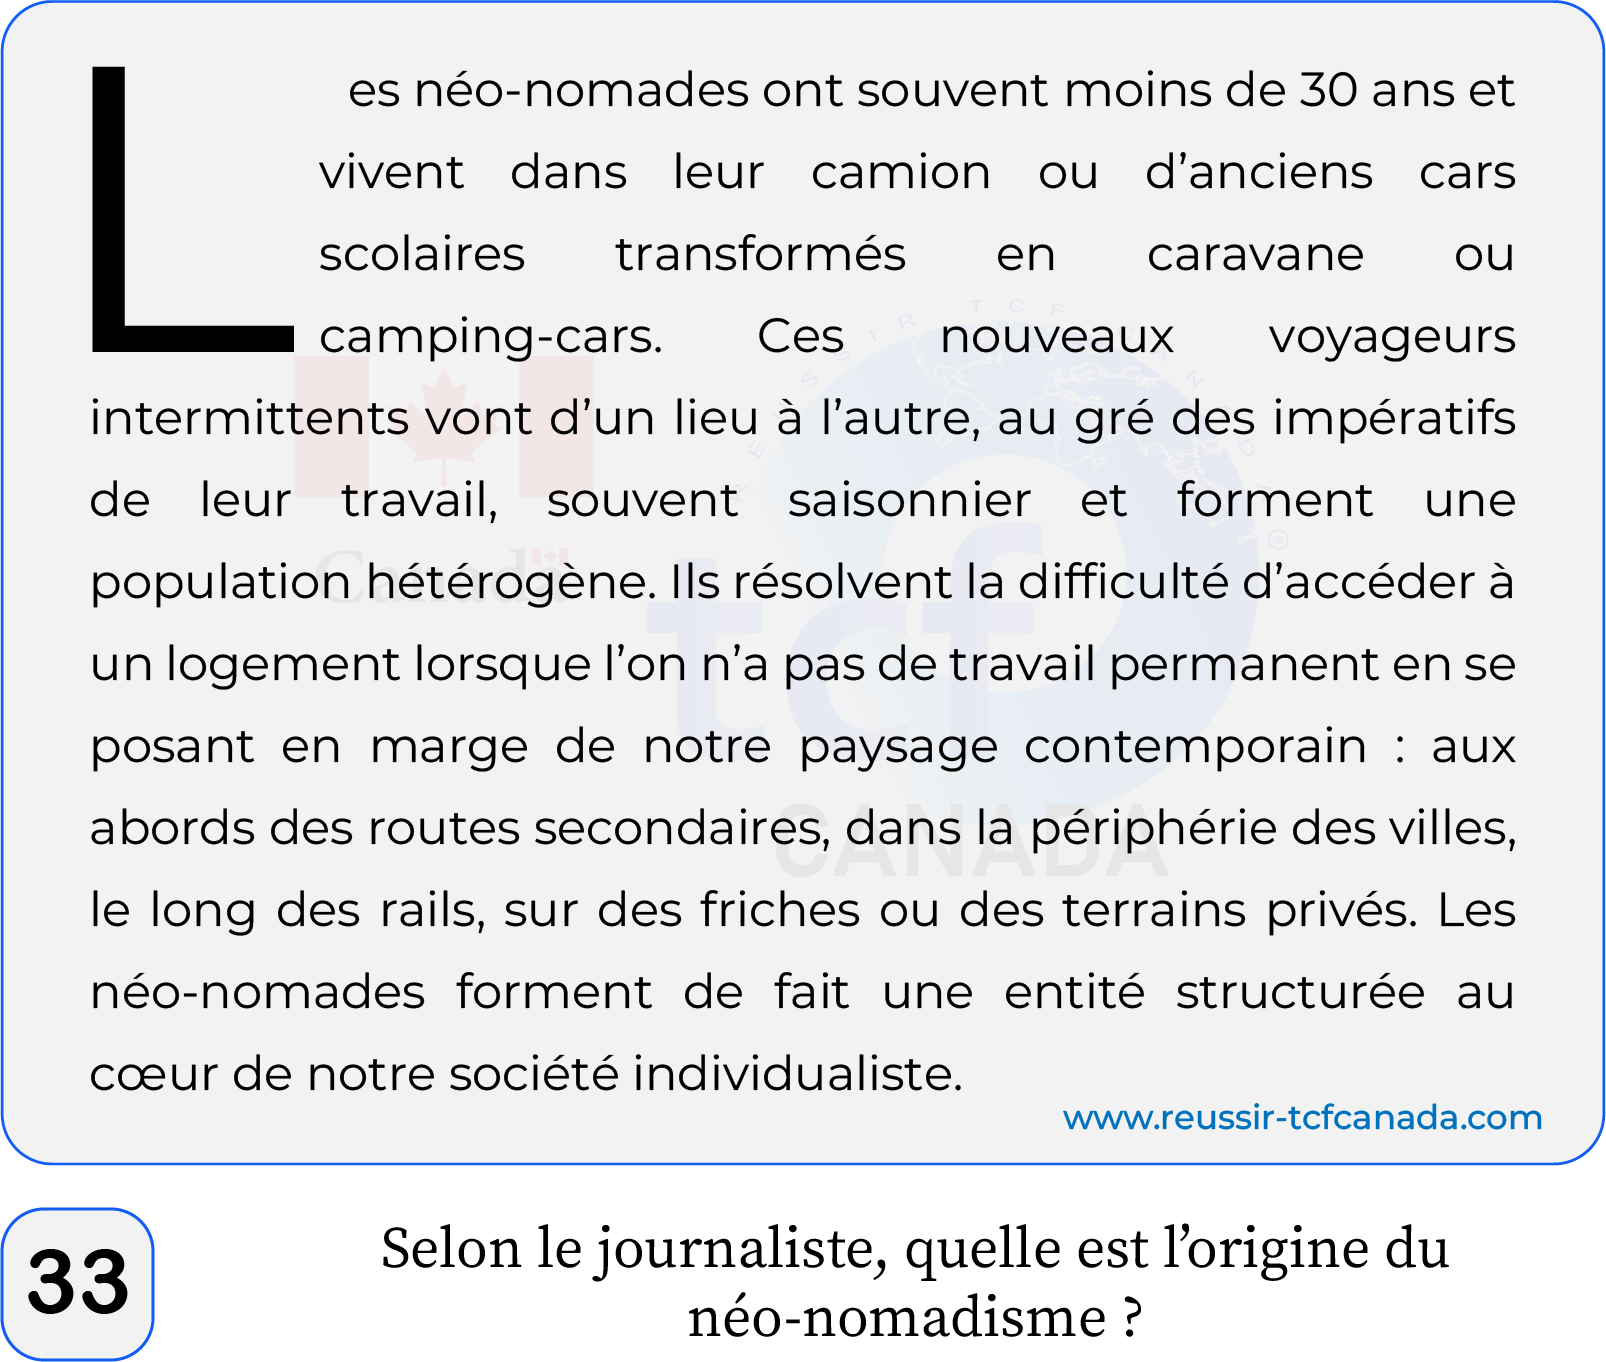 Les néo-nomades ont souvent moins de 30 ans et
vivent dans leur camion ou d’anciens cars
scolaires transformés en caravane ou
camping-cars. Ces nouveaux voyageurs
intermittents vont d’un lieu à l’autre, au gré des impératifs
de leur travail, souvent saisonnier et forment une
population hétérogène. Ils résolvent la difficulté d’accéder à
un logement lorsque l’on n’a pas de travail permanent en se
posant en marge de notre paysage contemporain : aux
abords des routes secondaires, dans la périphérie des villes,
le long des rails, sur des friches ou des terrains privés. Les
néo-nomades forment de fait une entité structurée au
cœur de notre société individualiste.
www.reussir-tcfcanada.com
33
Selon le journaliste, quelle est l’origine du
néo-nomadisme ?
Canada
REUSSIR TCF CANADA ®
tcf
CANADA